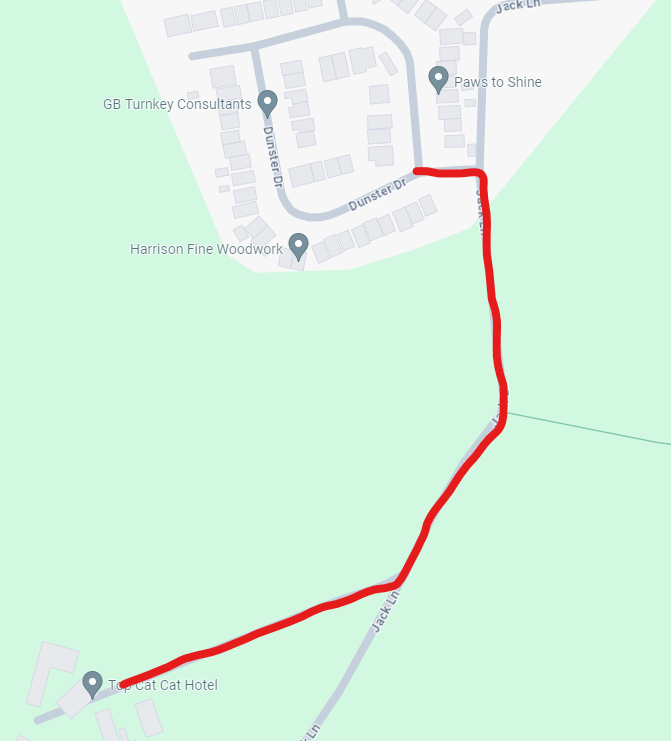 Jack Ln
Paws to Shine
GB Turnkey Consultants
Dunster Dr
Dunster Dr
Jack Ln
Harrison Fine Woodwork
Jack Ln
Top Cat Cat Hotel